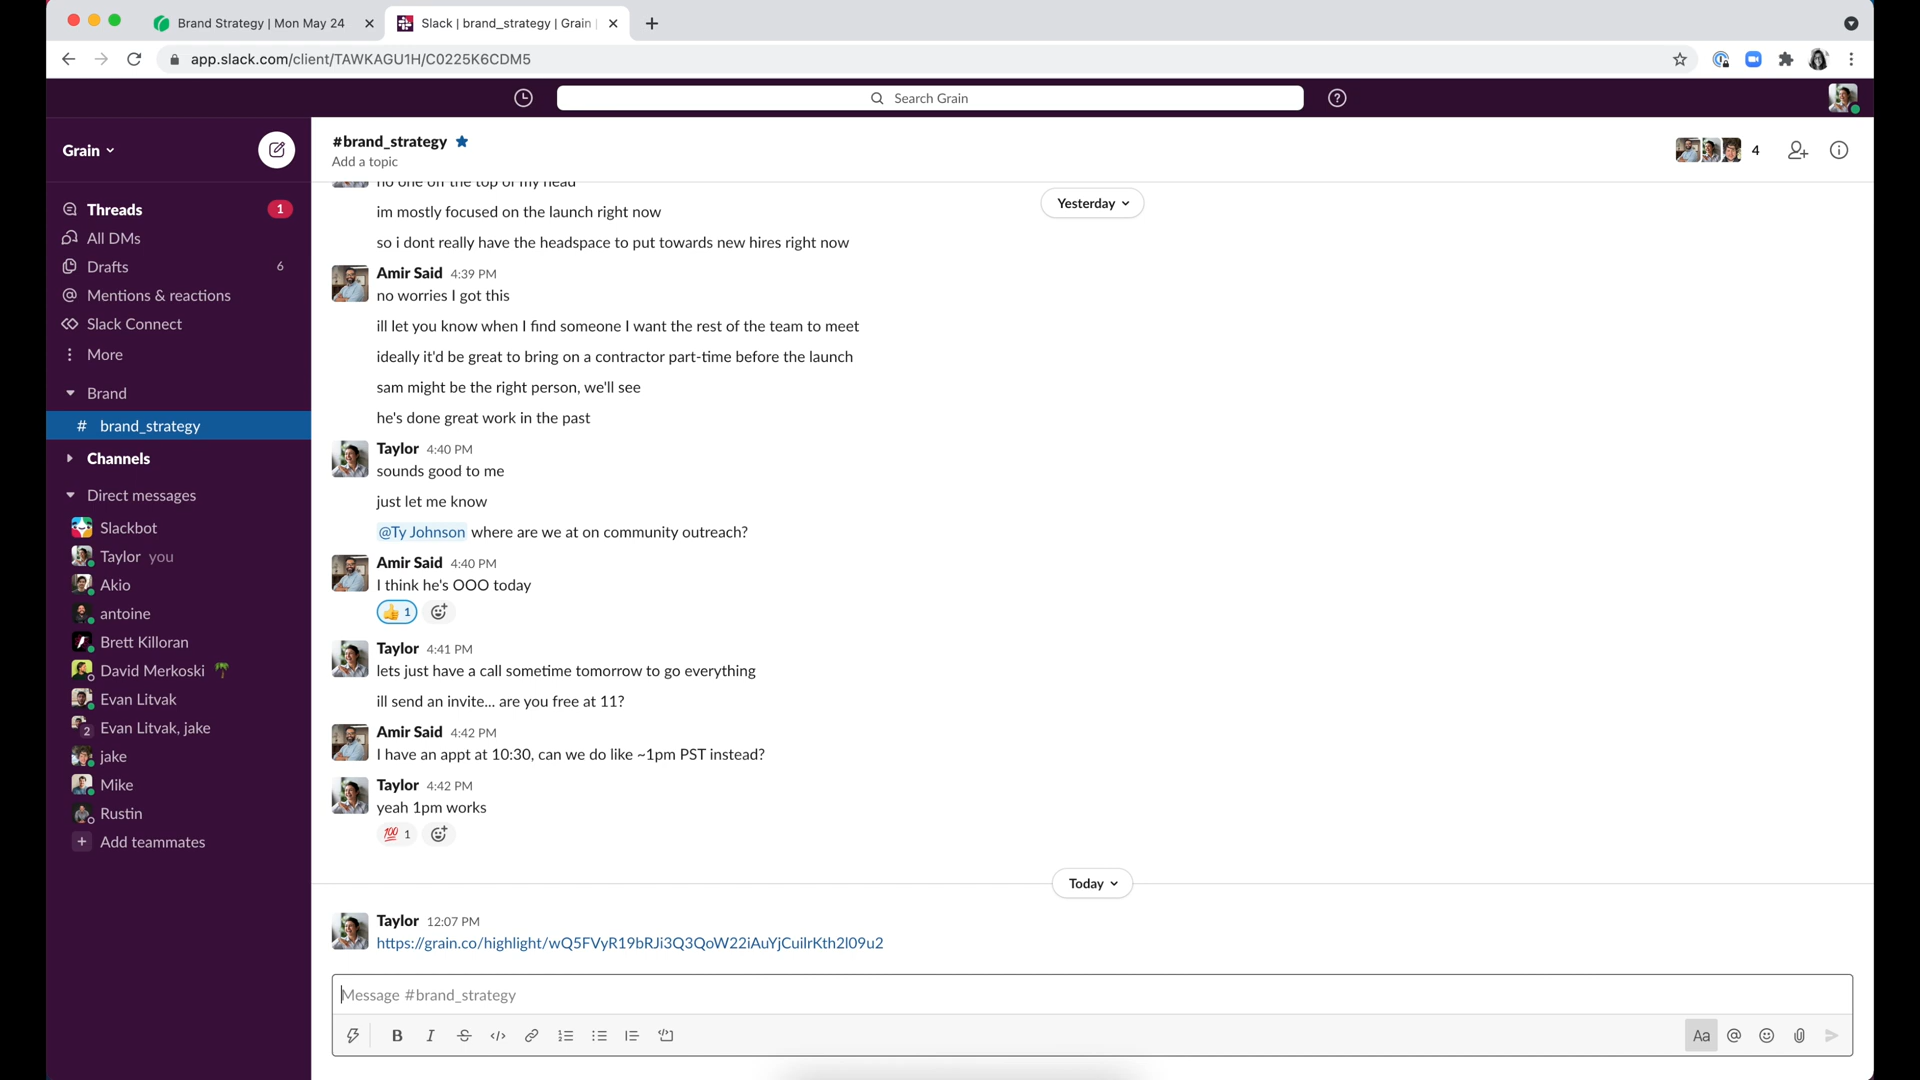 Brand Strategy | Mon May 24
Slack | brand_strategy | Grain
app.slack.com/client/TAWKAGU1H/C0225K6CDM5
Search Grain
Grain
#brand_strategy
Add a topic
4
Threads 1
All DMs
Drafts 6
Mentions & reactions
Slack Connect
More
Brand
# brand_strategy
Channels
Direct messages
Slackbot
Taylor you
Akio
antoine
Brett Killoran
David Merkoski
Evan Litvak
2 Evan Litvak, jake
jake
Mike
Rustin
+ Add teammates
no one off the top of my head
Yesterday
im mostly focused on the launch right now
so i dont really have the headspace to put towards new hires right now
Amir Said 4:39 PM
no worries I got this
ill let you know when I find someone I want the rest of the team to meet
ideally it'd be great to bring on a contractor part-time before the launch
sam might be the right person, we'll see
he's done great work in the past
Taylor 4:40 PM
sounds good to me
just let me know
@Ty Johnson where are we at on community outreach?
Amir Said 4:40 PM
I think he's OOO today
👍 1
Taylor 4:41 PM
lets just have a call sometime tomorrow to go everything
ill send an invite... are you free at 11?
Amir Said 4:42 PM
I have an appt at 10:30, can we do like ~1pm PST instead?
Taylor 4:42 PM
yeah 1pm works
💯 1
Today
Taylor 12:07 PM
https://grain.co/highlight/wQ5FVyR19bRJi3Q3QoW22iAuYjCuilrKth2l09u2
Message #brand_strategy
B I S </> Aa @